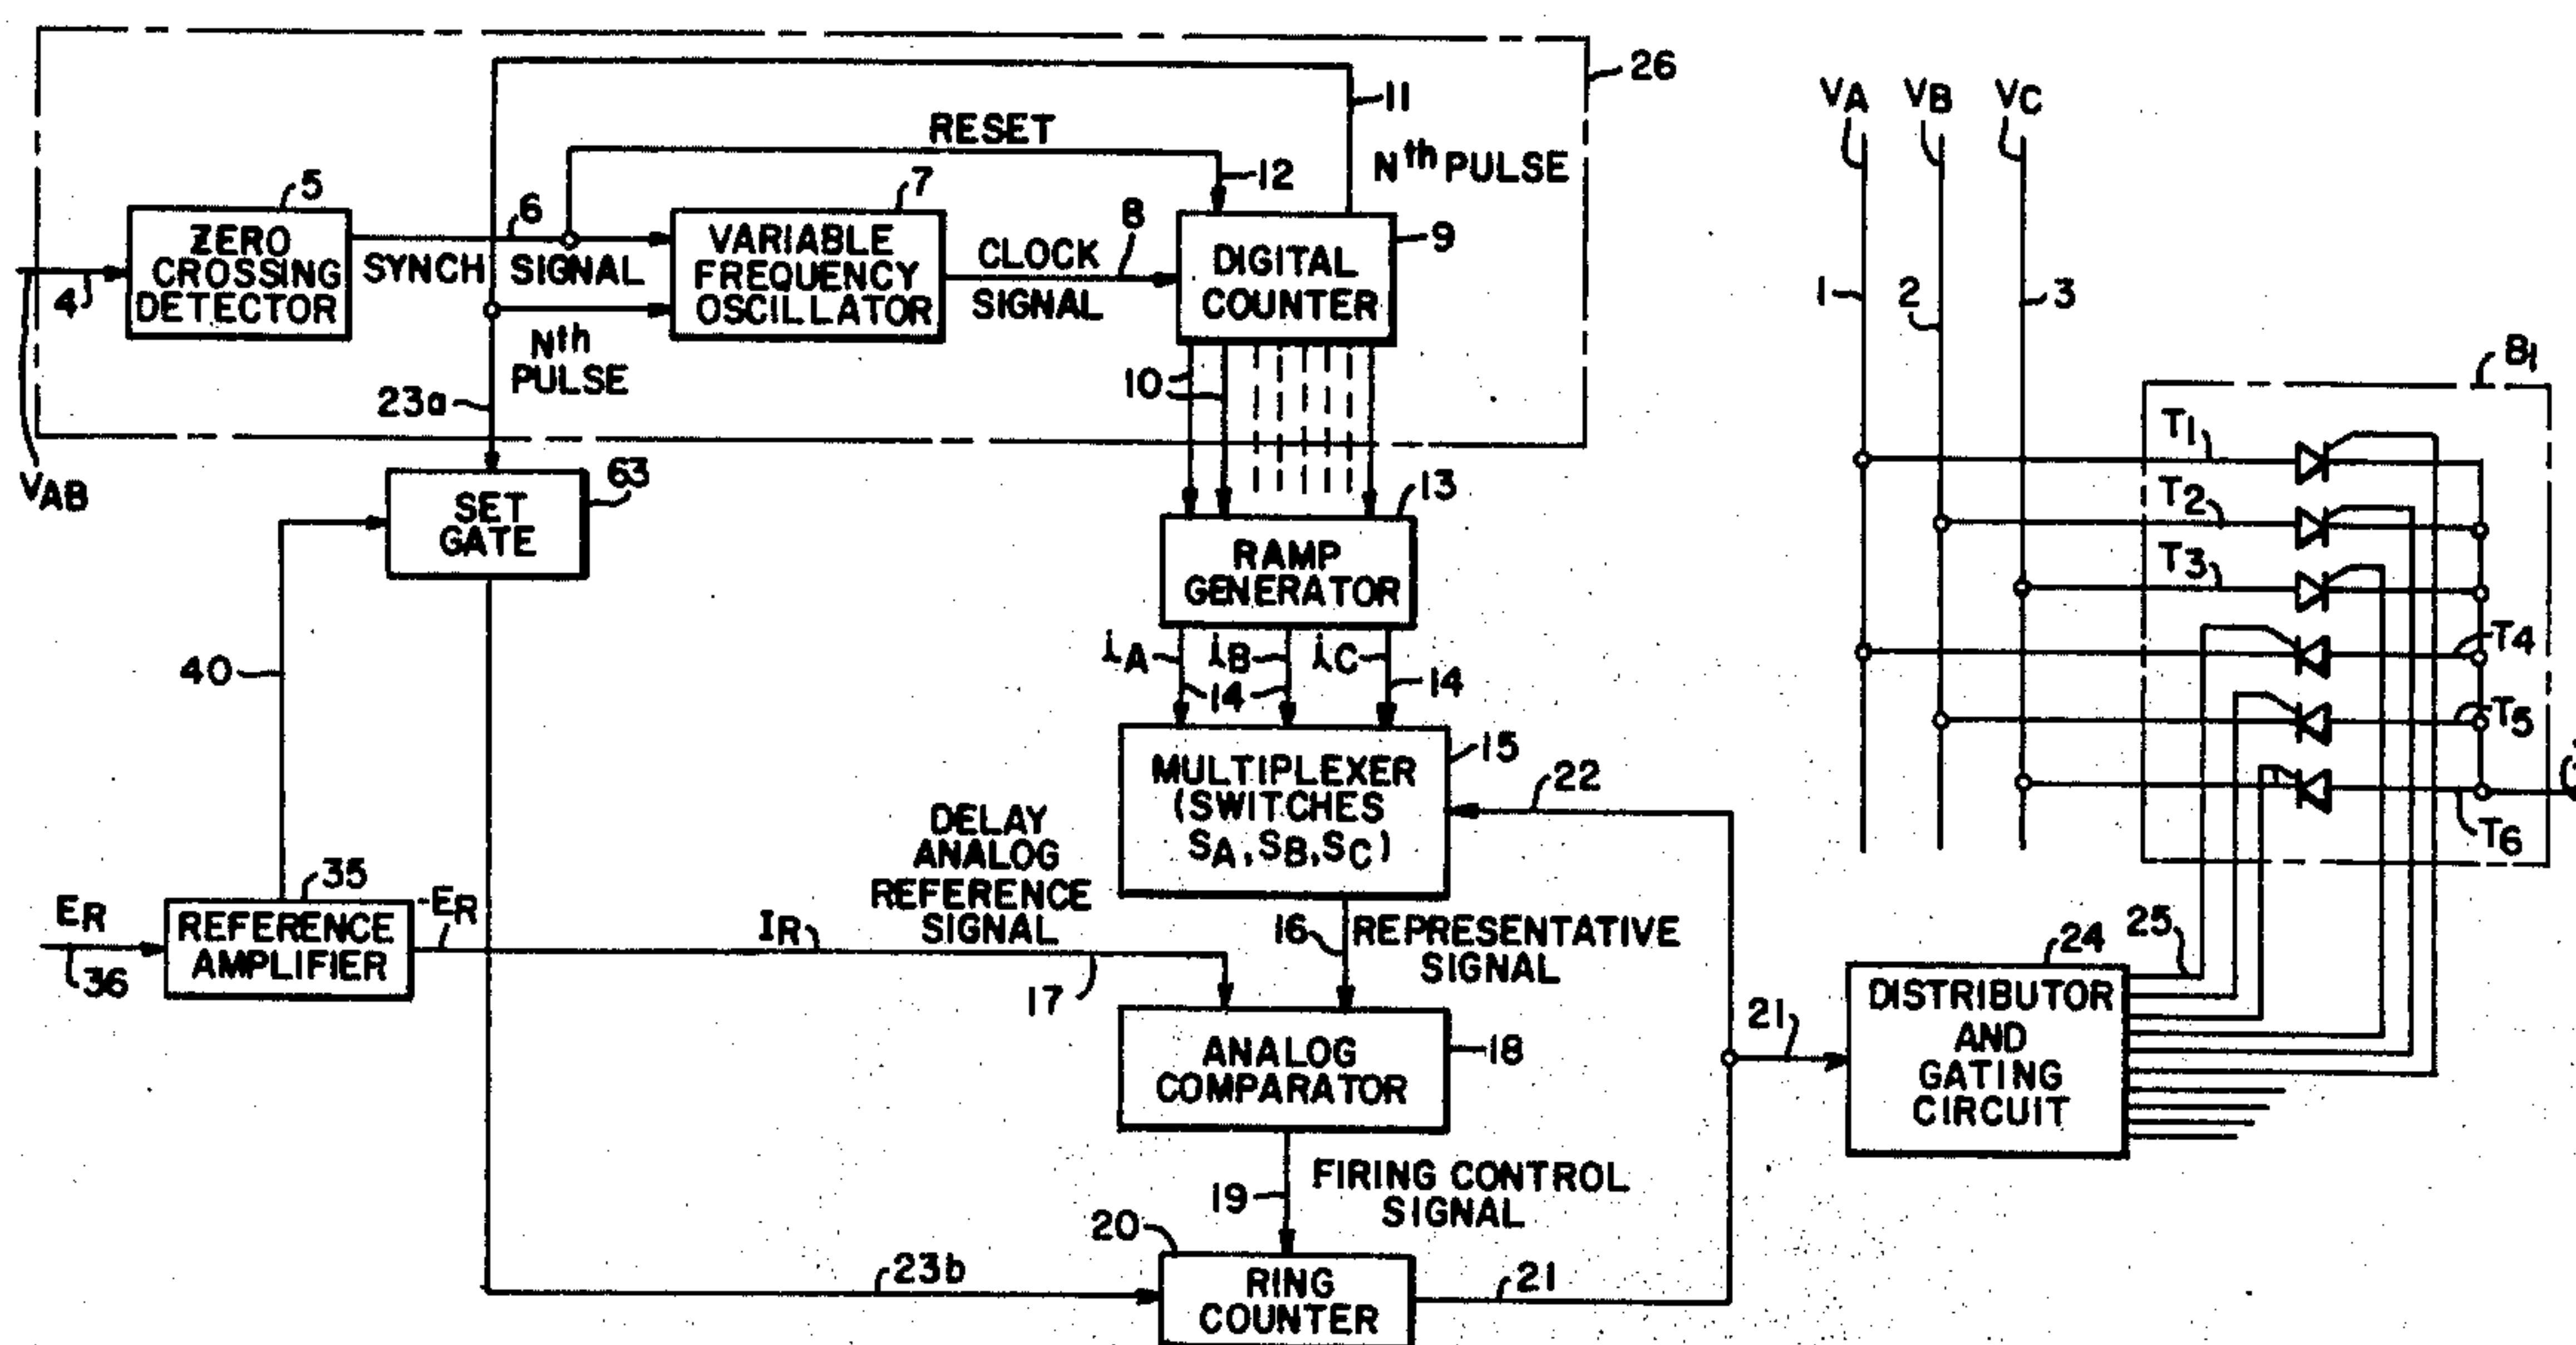 26
11
RESET
Nth PULSE
12
5
6
7
8
9
ZERO
CROSSING
DETECTOR
SYNCH SIGNAL
VARIABLE
FREQUENCY
OSCILLATOR
CLOCK
SIGNAL
DIGITAL
COUNTER
4
Nth
PULSE
10
23a
VAB
VA
VB
VC
1
2
3
B1
T1
T2
T3
T4
T5
T6
63
SET
GATE
13
RAMP
GENERATOR
iA
iB
iC
14
14
40
15
MULTIPLEXER
(SWITCHES
SA, SB, SC)
22
DELAY
ANALOG
REFERENCE
SIGNAL
35
ER
36
REFERENCE
AMPLIFIER
-ER
IR
17
16
REPRESENTATIVE
SIGNAL
18
ANALOG
COMPARATOR
21
24
25
DISTRIBUTOR
AND
GATING
CIRCUIT
19
FIRING CONTROL
SIGNAL
20
23b
RING
COUNTER
21